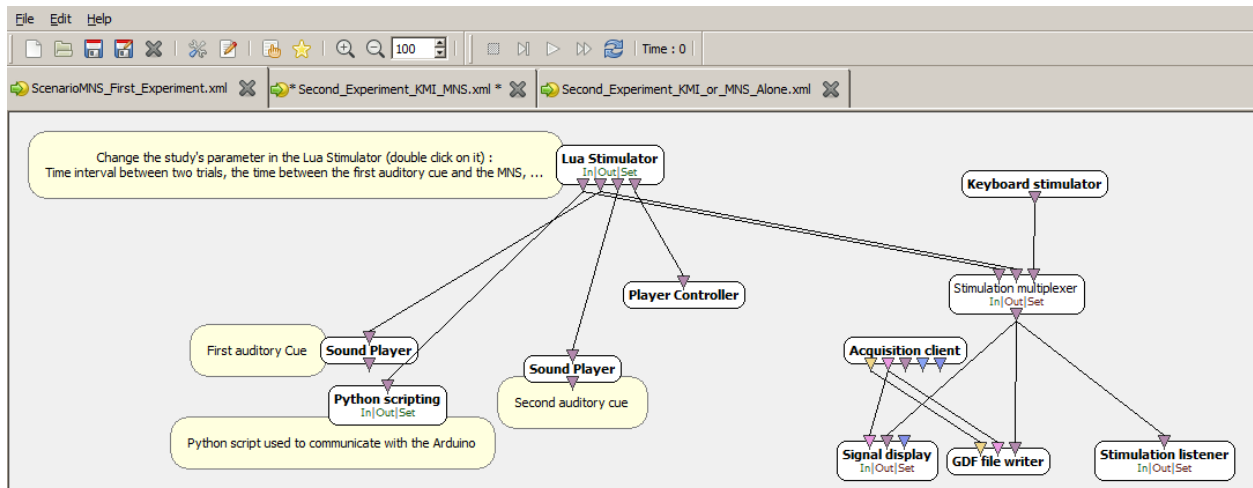 File Edit Help
100
Time : 0
ScenarioMNS_First_Experiment.xml
* Second_Experiment_KMI_MNS.xml *
Second_Experiment_KMI_or_MNS_Alone.xml
Change the study's parameter in the Lua Stimulator (double click on it) :
Time interval between two trials, the time between the first auditory cue and the MNS, ...
Lua Stimulator
In|Out|Set
Keyboard stimulator
Stimulation multiplexer
In|Out|Set
Player Controller
First auditory Cue
Sound Player
Acquisition client
Sound Player
Second auditory cue
Python scripting
In|Out|Set
Python script used to communicate with the Arduino
Signal display
In|Out|Set
GDF file writer
Stimulation listener
In|Out|Set